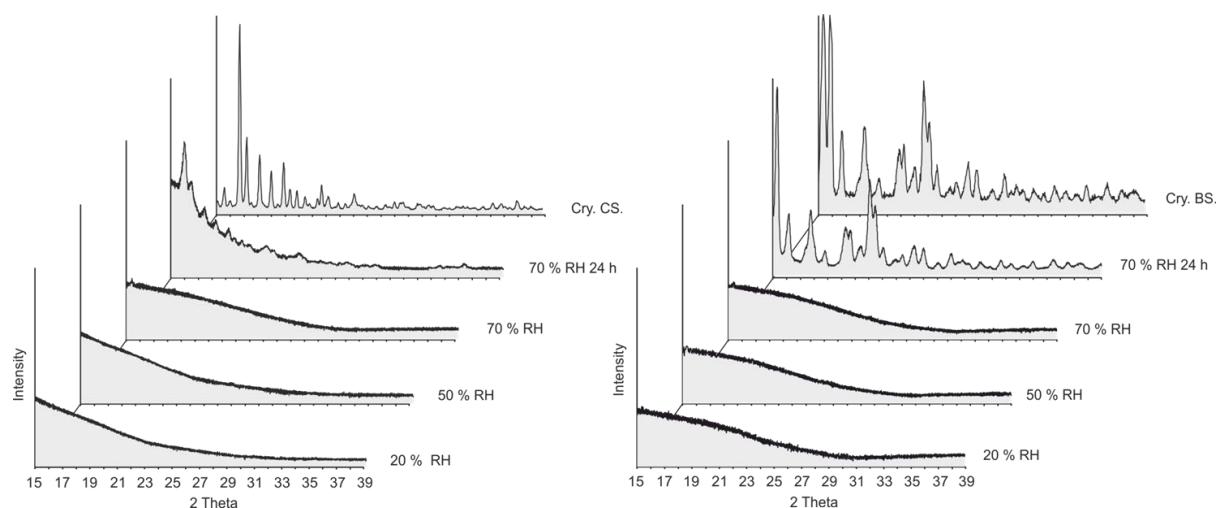 Cry. CS.
70 % RH 24 h
70 % RH
50 % RH
20 % RH
Intensity
15 17 19 21 23 25 27 29 31 33 35 37 39
2 Theta
Cry. BS.
70 % RH 24 h
70 % RH
50 % RH
20 % RH
Intensity
15 17 19 21 23 25 27 29 31 33 35 37 39
2 Theta